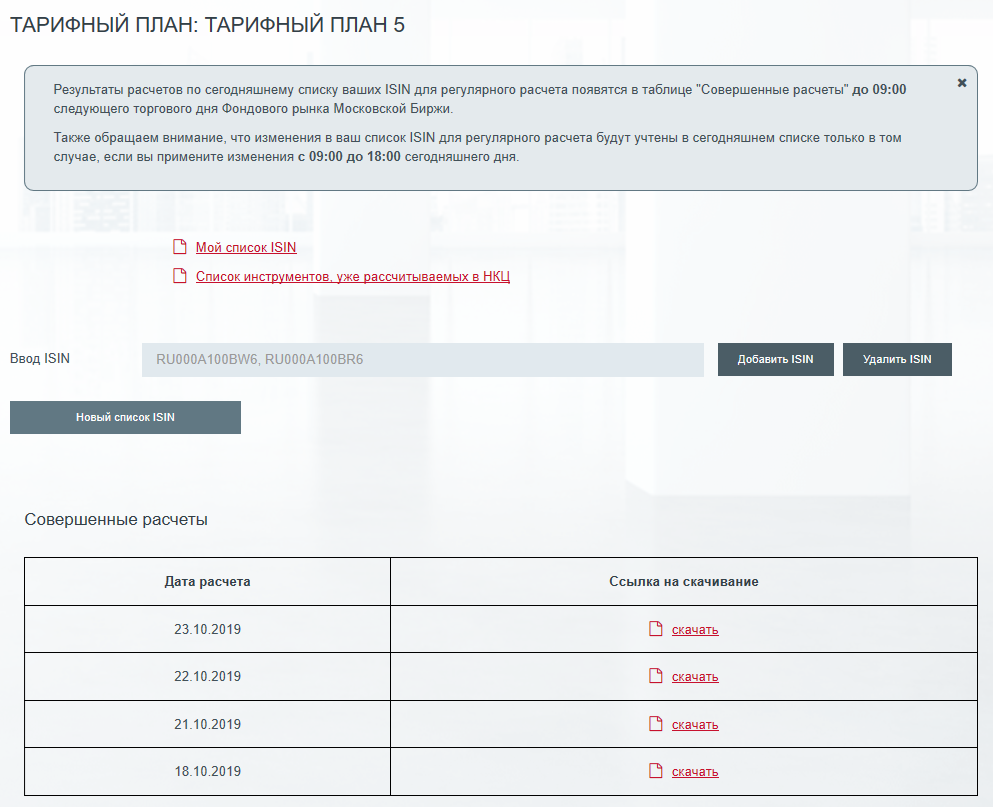 ТАРИФНЫЙ ПЛАН: ТАРИФНЫЙ ПЛАН 5
Результаты расчетов по сегодняшнему списку ваших ISIN для регулярного расчета появятся в таблице "Совершенные расчеты" до 09:00
следующего торгового дня Фондового рынка Московской Биржи.
Также обращаем внимание, что изменения в ваш список ISIN для регулярного расчета будут учтены в сегодняшнем списке только в том
случае, если вы примените изменения с 09:00 до 18:00 сегодняшнего дня.
Мой список ISIN
Список инструментов, уже рассчитываемых в НКЦ
Ввод ISIN RU000A100BW6, RU000A100BR6 Добавить ISIN Удалить ISIN
Новый список ISIN
Совершенные расчеты
Дата расчета Ссылка на скачивание
23.10.2019 скачать
22.10.2019 скачать
21.10.2019 скачать
18.10.2019 скачать